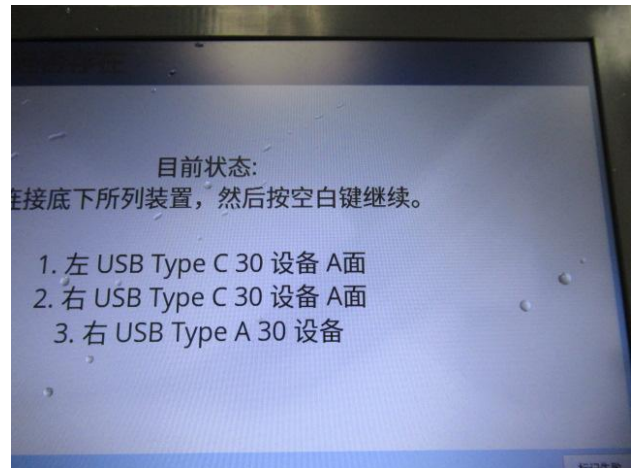 目前状态:
连接底下所列装置，然后按空白键继续。
1. 左 USB Type C 30 设备 A面
2. 右 USB Type C 30 设备 A面
3. 右 USB Type A 30 设备